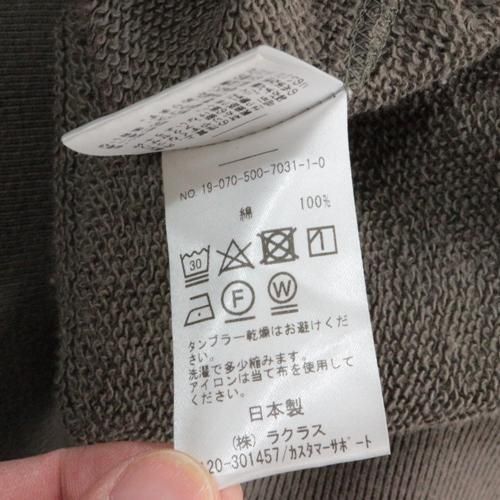 NO 19-070-500-7031-1-0
綿 100%
30
F W
タンブラー乾燥はお避けくだ
さい。
洗濯で多少縮みます。
アイロンは当て布を使用して
ください。
日本製
(株) ラクラス
120-301457/カスタマーサポート